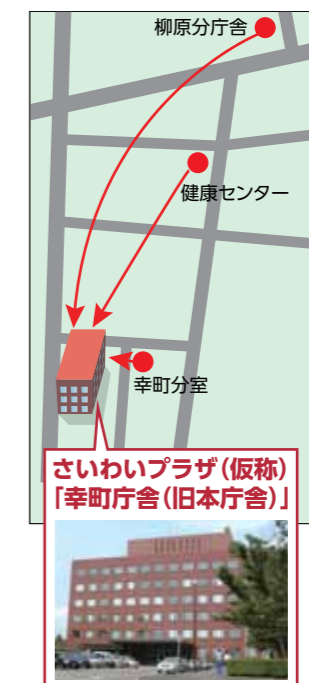 柳原分庁舎
健康センター
幸町分室
さいわいプラザ(仮称)
「幸町庁舎(旧本庁舎)」